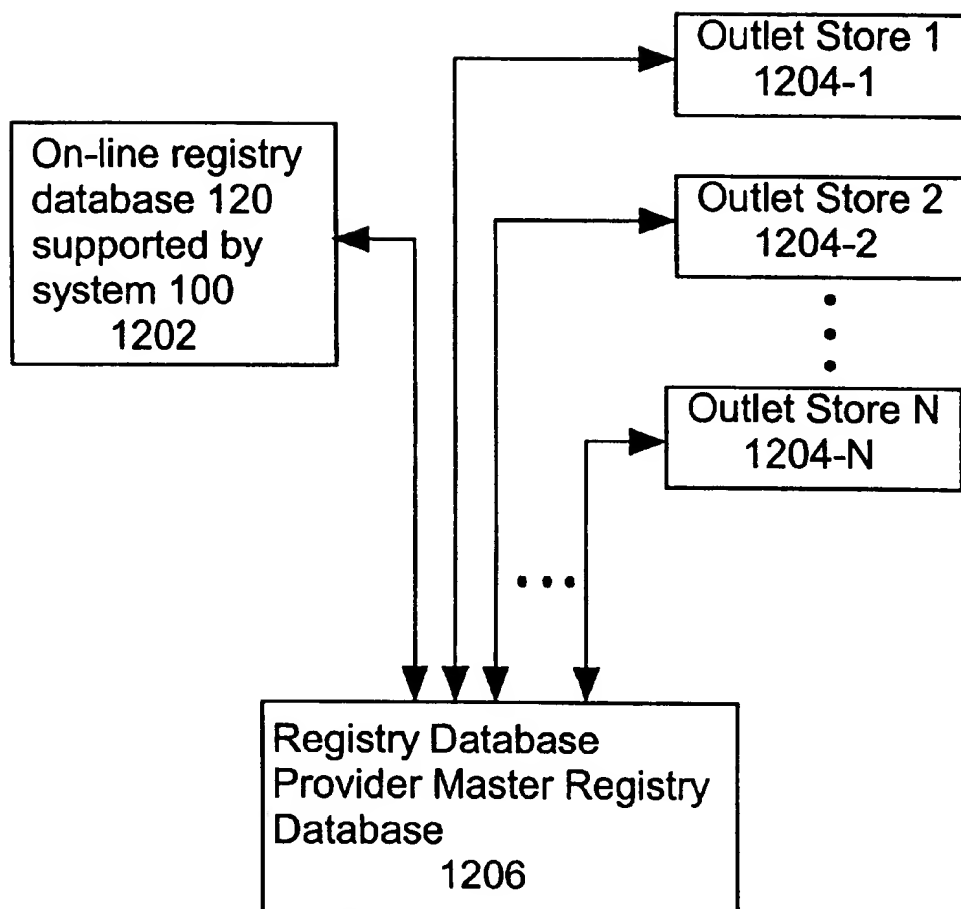 Outlet Store 1
1204-1
On-line registry
database 120
supported by
system 100
1202
Outlet Store 2
1204-2
Outlet Store N
1204-N
Registry Database
Provider Master Registry
Database
1206